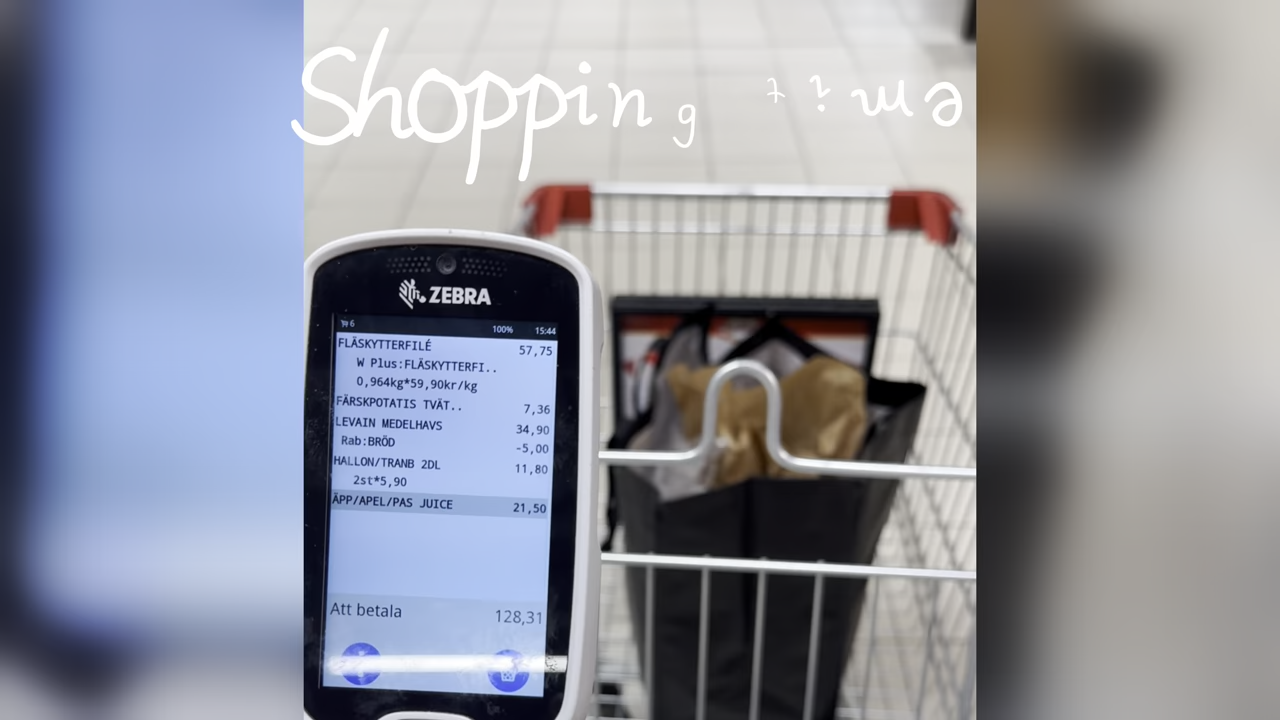 Shopping time
ZEBRA
6 100% 15:44
FLÄSKYTTERFILÉ 57,75
W Plus:FLÄSKYTTERFI..
0,964kg*59,90kr/kg
FÄRSKPOTATIS TVÄT.. 7,36
LEVAIN MEDELHAVS 34,90
Rab:BRÖD -5,00
HALLON/TRANB 2DL 11,80
2st*5,90
ÄPP/APEL/PAS JUICE 21,50
Att betala 128,31